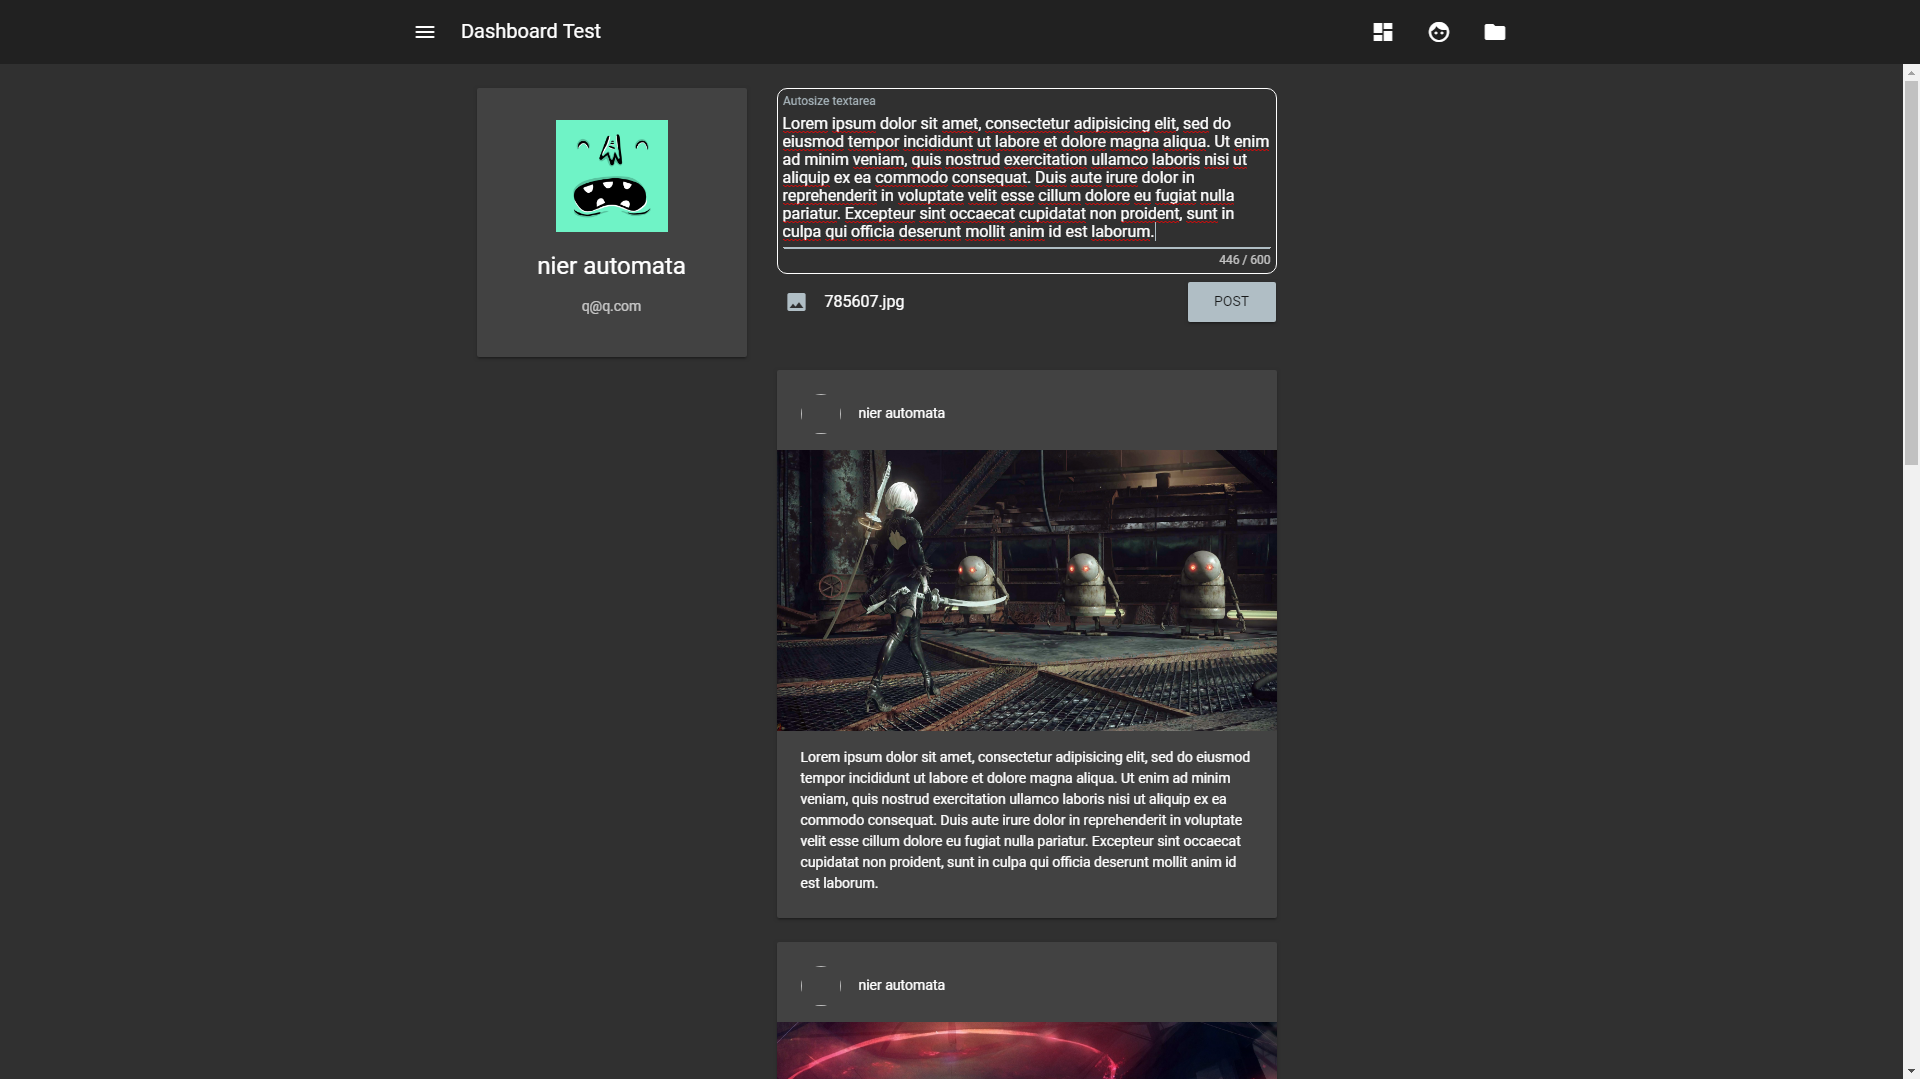 Dashboard Test
nier automata
q@q.com
Autosize textarea
Lorem ipsum dolor sit amet, consectetur adipisicing elit, sed do
eiusmod tempor incididunt ut labore et dolore magna aliqua. Ut enim
ad minim veniam, quis nostrud exercitation ullamco laboris nisi ut
aliquip ex ea commodo consequat. Duis aute irure dolor in
reprehenderit in voluptate velit esse cillum dolore eu fugiat nulla
pariatur. Excepteur sint occaecat cupidatat non proident, sunt in
culpa qui officia deserunt mollit anim id est laborum.
446 / 600
785607.jpg
POST
nier automata
Lorem ipsum dolor sit amet, consectetur adipisicing elit, sed do eiusmod
tempor incididunt ut labore et dolore magna aliqua. Ut enim ad minim
veniam, quis nostrud exercitation ullamco laboris nisi ut aliquip ex ea
commodo consequat. Duis aute irure dolor in reprehenderit in voluptate
velit esse cillum dolore eu fugiat nulla pariatur. Excepteur sint occaecat
cupidatat non proident, sunt in culpa qui officia deserunt mollit anim id
est laborum.
nier automata